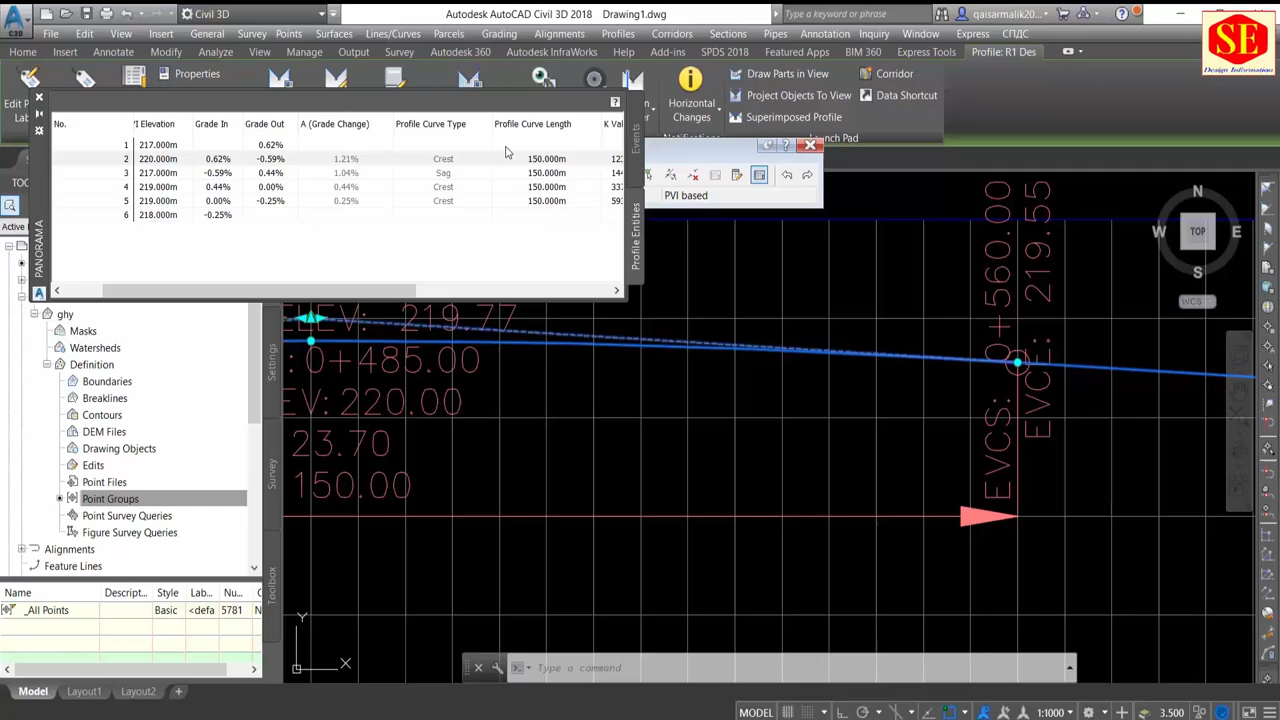 Civil 3D
Autodesk AutoCAD Civil 3D 2018 Drawing1.dwg
Type a keyword or phrase
qaisarmalik20...
SE
Design Information
C3D
File Edit View Insert General Survey Points Surfaces Lines/Curves Parcels Grading Alignments Profiles Corridors Sections Pipes Annotation Inquiry Window Express СПДС
Home Insert Annotate Modify Analyze View Manage Output Survey Autodesk 360 Autodesk InfraWorks Help Add-ins SPDS 2018 Featured Apps BIM 360 Express Tools Profile: R1 Des
Properties
Draw Parts in View
Corridor
Project Objects To View
Data Shortcut
Horizontal
Changes
Superimposed Profile
Launch Pad
No. Elevation Grade In Grade Out A (Grade Change) Profile Curve Type Profile Curve Length K Val
1 217.000m 0.62%
2 220.000m 0.62% -0.59% 1.21% Crest 150.000m
3 217.000m -0.59% 0.44% 1.04% Sag 150.000m
4 219.000m 0.44% 0.00% 0.44% Crest 150.000m
5 219.000m 0.00% -0.25% 0.25% Crest 150.000m
6 218.000m -0.25%
PANORAMA
Events
Profile Entities
PVI based
Active
ghy
Masks
Watersheds
Definition
Boundaries
Breaklines
Contours
DEM Files
Drawing Objects
Edits
Point Files
Point Groups
Point Survey Queries
Figure Survey Queries
Alignments
Feature Lines
Settings
Survey
Toolbox
Name Descript... Style Lab... Nu...
_All Points Basic <defa 5781
ELEV: 219.77
: 0+485.00
EV:220.00
23.70
150.00
EVCS: 0+560.00
EVCE: 219.55
N
W TOP E
S
WCS
Y
X
Type a command
Model Layout1 Layout2 +
MODEL 1:1000 3.500